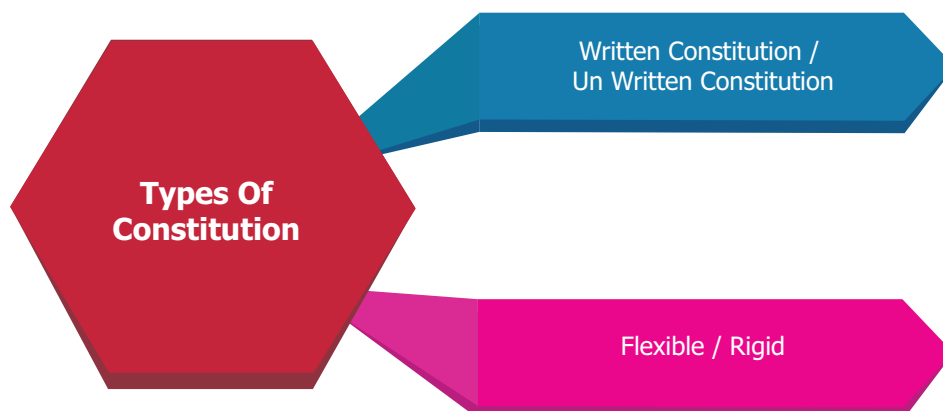 Types Of
Constitution
Written Constitution /
Un Written Constitution
Flexible / Rigid